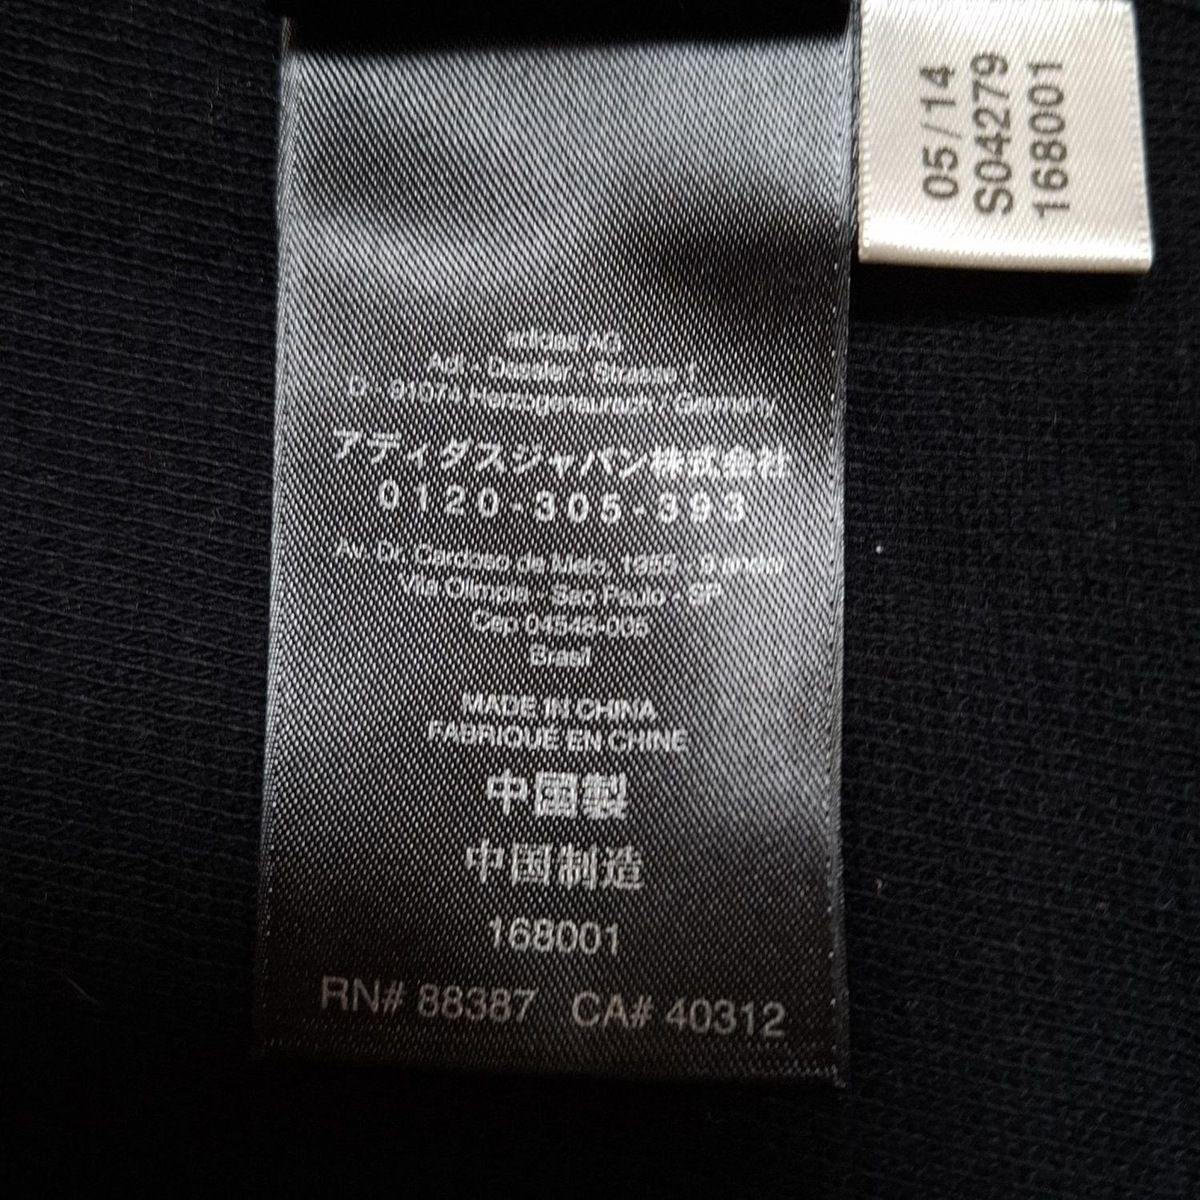 adidas AG
Adi - Dassler - Strasse 1
D - 91074 Herzogenaurach - Germany
アディダスジャパン株式会社
0120-305-393
Av. Dr. Cardoso de Melo, 1955 - 9
Vila Olimpia - Sao Paulo - SP
Cep 04548-005
Brasil
MADE IN CHINA
FABRIQUE EN CHINE
中国製
中国制造
168001
RN# 88387 CA# 40312
05/14
S04279
168001